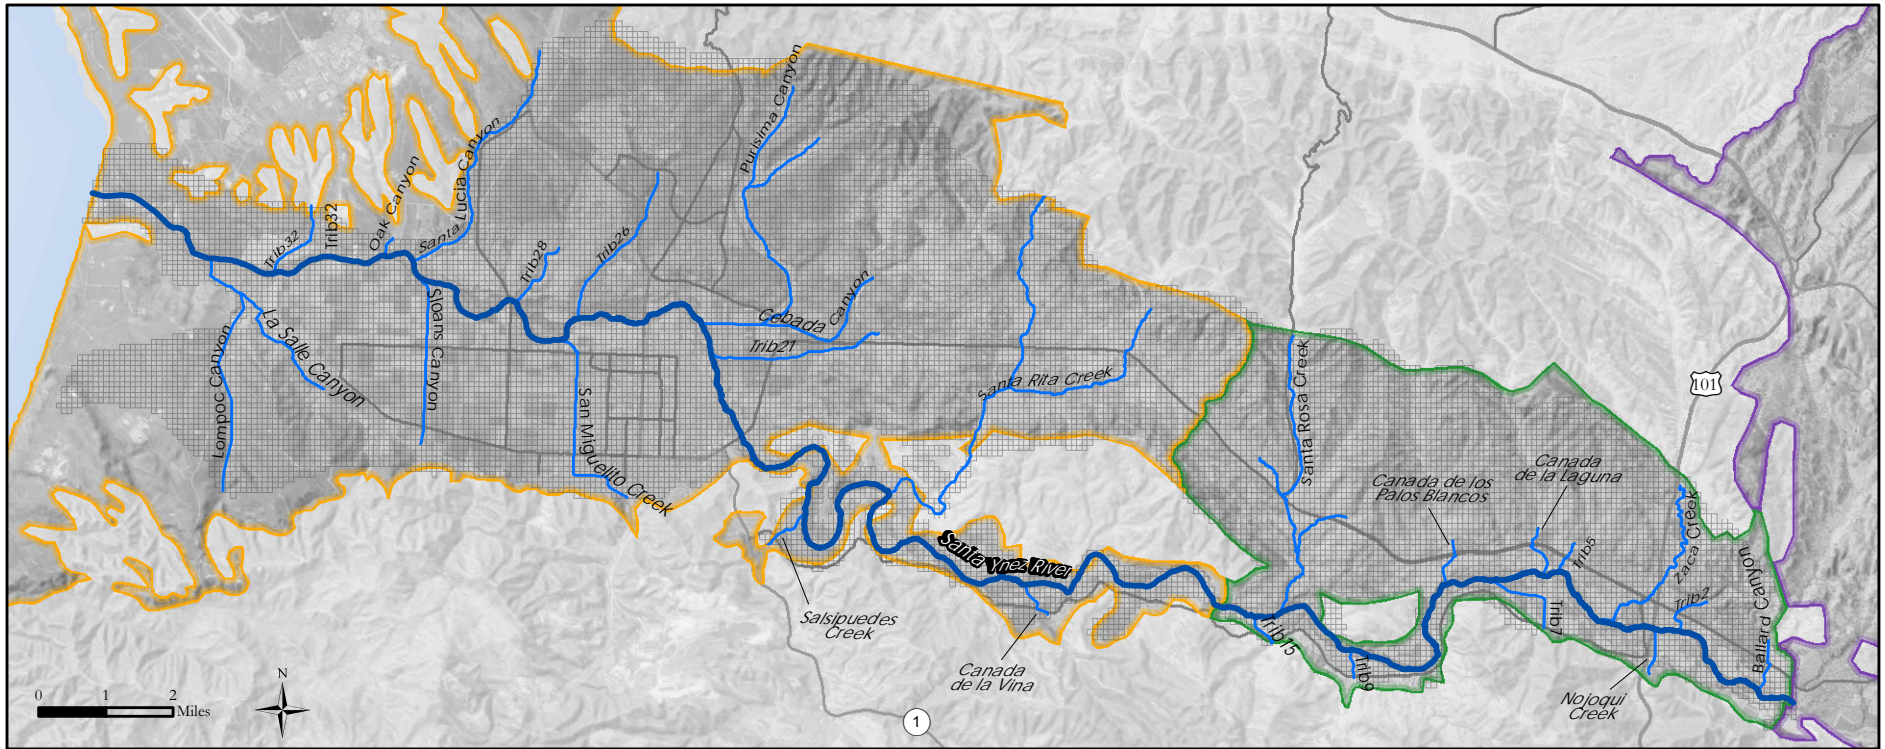 Purisima Canyon
Santa Lucia Canyon
Oak Canyon
Trib32
Trib32
Trib28
Trib26
Cebada Canyon
Trib21
Lompoc Canyon
La Salle Canyon
Sloans Canyon
San Miguelito Creek
Santa Rita Creek
santa Rosa Creek
101
Canada de los
Palos Blancos
Canada
de la Laguna
Zaca Creek
Trib5
Trib2
Ballard Canyon
Santa Ynez River
Salsipuedes
Creek
Canada
de la Vina
Trib15
Trib9
Trib7
Nojoqui
Creek
N
0 1 2
Miles
1